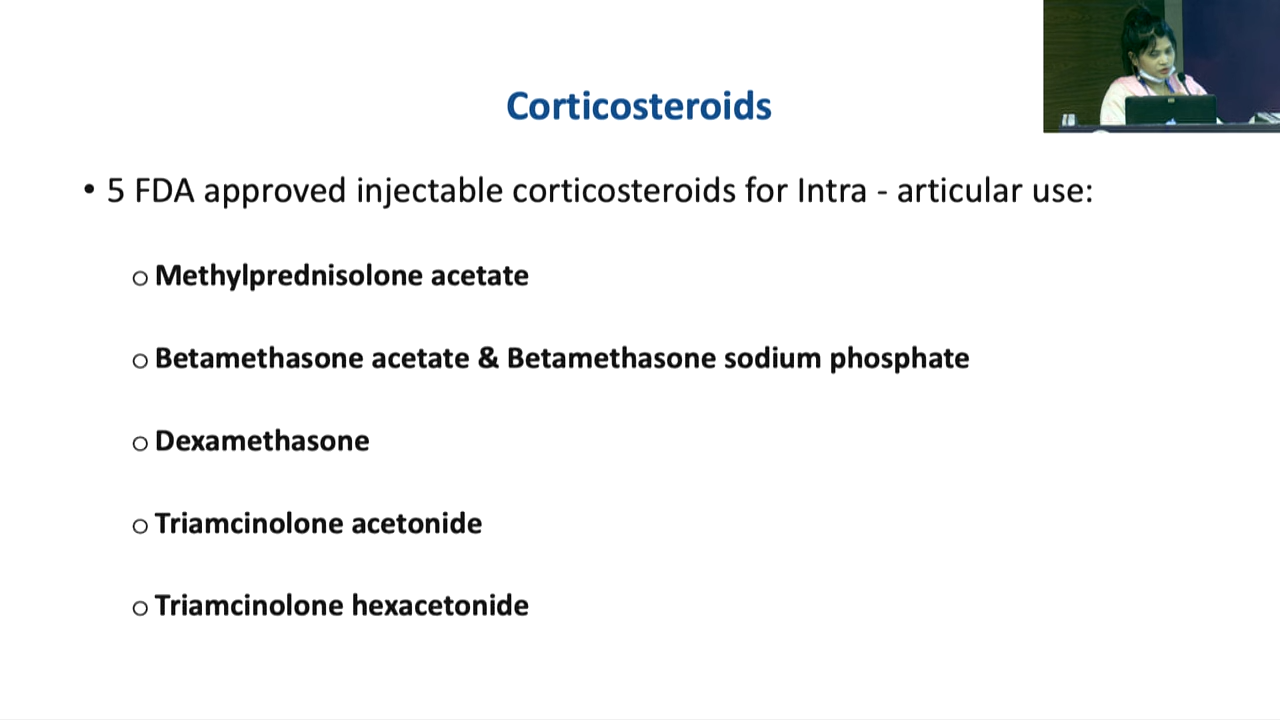 Corticosteroids
• 5 FDA approved injectable corticosteroids for Intra - articular use:
o Methylprednisolone acetate
o Betamethasone acetate & Betamethasone sodium phosphate
o Dexamethasone
o Triamcinolone acetonide
o Triamcinolone hexacetonide